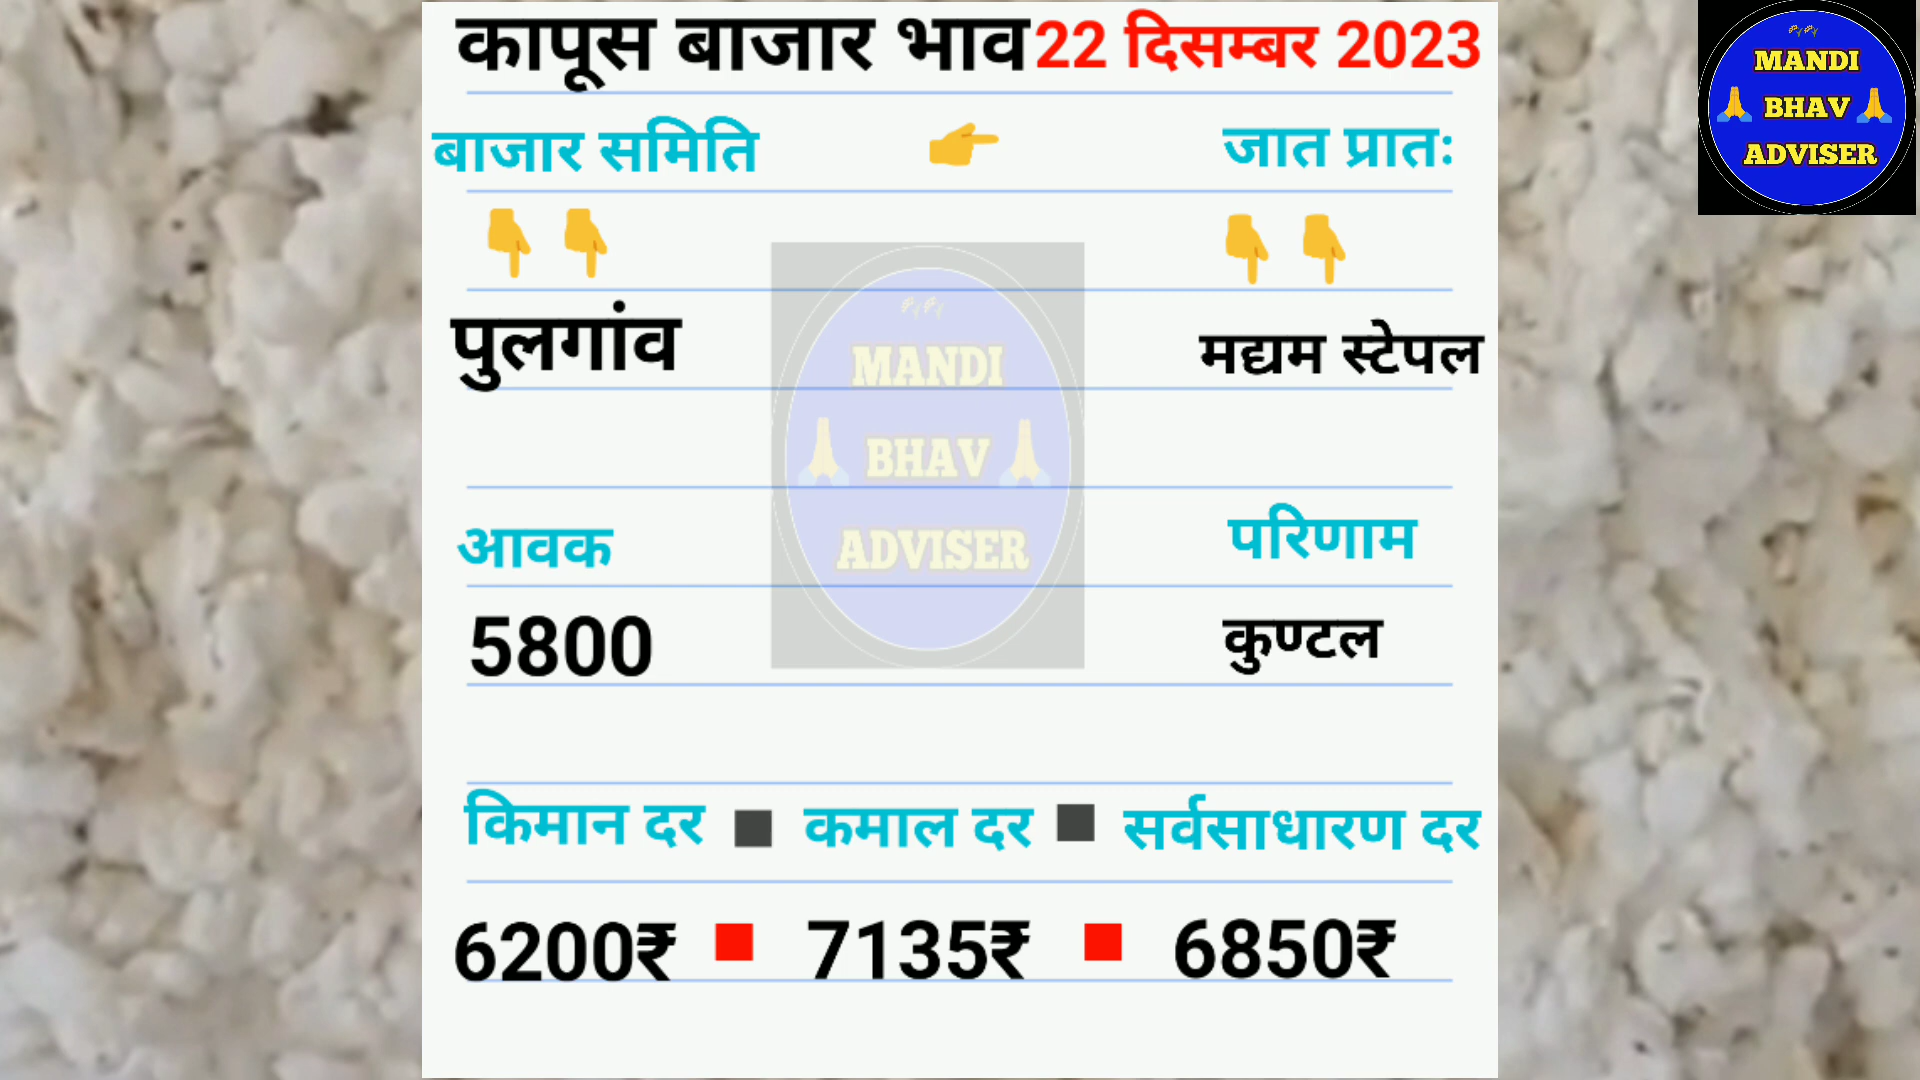 कापूस बाजार भाव 22 दिसम्बर 2023
MANDI
BHAV
ADVISER
बाजार समिति 👉 जात प्रातः
👇👇 👇👇
पुलगांव मद्यम स्टेपल
MANDI
BHAV
ADVISER
आवक परिणाम
5800 कुण्टल
किमान दर ◾ कमाल दर ◾ सर्वसाधारण दर
6200₹ 🟥 7135₹ 🟥 6850₹